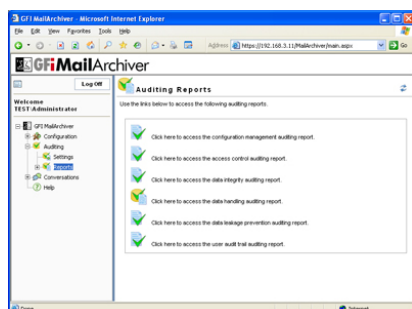 GFI MailArchiver - Microsoft Internet Explorer
File Edit View Favorites Tools Help
Address https://192.168.3.11/MailArchiver/main.aspx Go
GFI MailArchiver
Log Off
Welcome
TEST\Administrator
GFI MailArchiver
Configuration
Auditing
Settings
Reports
Conversations
Help
Auditing Reports
Use the links below to access the following auditing reports.
Click here to access the configuration management auditing report.
Click here to access the access control auditing report.
Click here to access the data integrity auditing report.
Click here to access the data handling auditing report.
Click here to access the data leakage prevention auditing report.
Click here to access the user audit trail auditing report.
Done
Internet